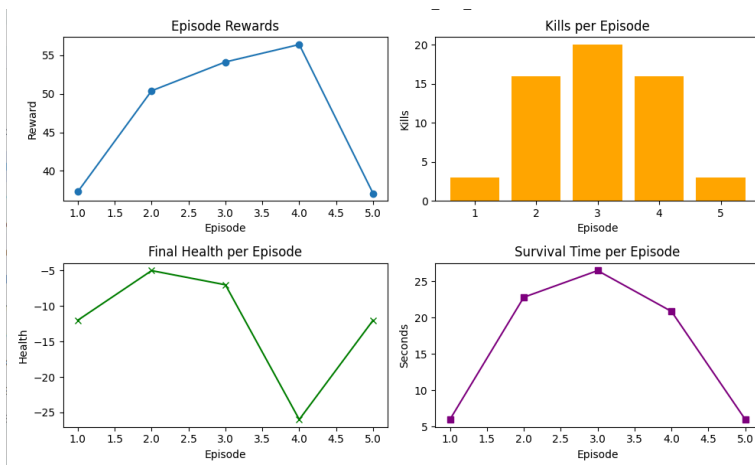 Episode Rewards
Reward
55
50
45
40
1.0 1.5 2.0 2.5 3.0 3.5 4.0 4.5 5.0
Episode
Kills per Episode
Kills
20
15
10
5
0
1 2 3 4 5
Episode
Final Health per Episode
Health
−5
−10
−15
−20
−25
1.0 1.5 2.0 2.5 3.0 3.5 4.0 4.5 5.0
Episode
Survival Time per Episode
Seconds
25
20
15
10
5
1.0 1.5 2.0 2.5 3.0 3.5 4.0 4.5 5.0
Episode